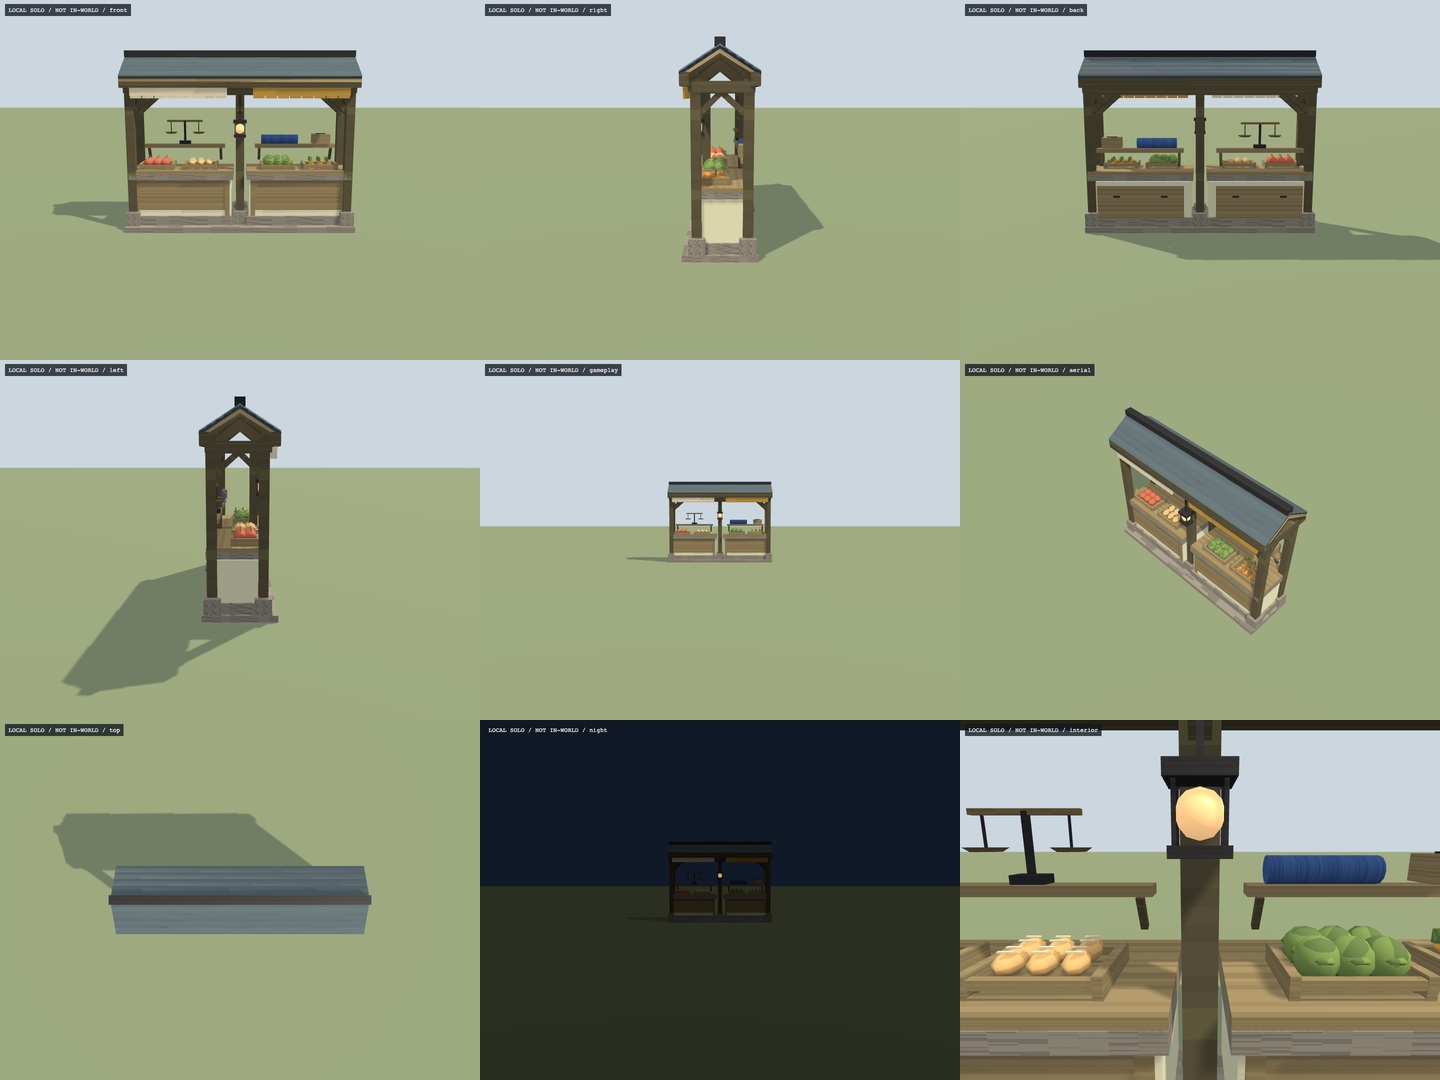 LOCAL SOLO / NOT IN-WORLD / front
LOCAL SOLO / NOT IN-WORLD / right
LOCAL SOLO / NOT IN-WORLD / back
LOCAL SOLO / NOT IN-WORLD / left
LOCAL SOLO / NOT IN-WORLD / gameplay
LOCAL SOLO / NOT IN-WORLD / aerial
LOCAL SOLO / NOT IN-WORLD / top
LOCAL SOLO / NOT IN-WORLD / night
LOCAL SOLO / NOT IN-WORLD / interior